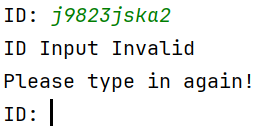 ID: j9823jska2
ID Input Invalid
Please type in again!
ID: